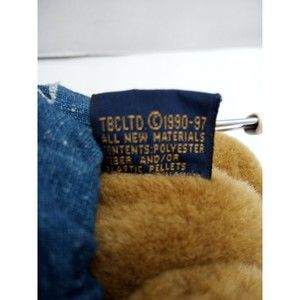 TBCLTD. ©1990-97
ALL NEW MATERIALS
CONTENTS:POLYESTER
FIBER AND/OR
PLASTIC PELLETS